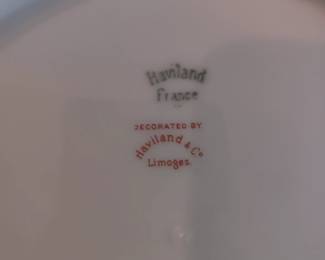 Haviland
France
DECORATED BY
Haviland & Co
Limoges.